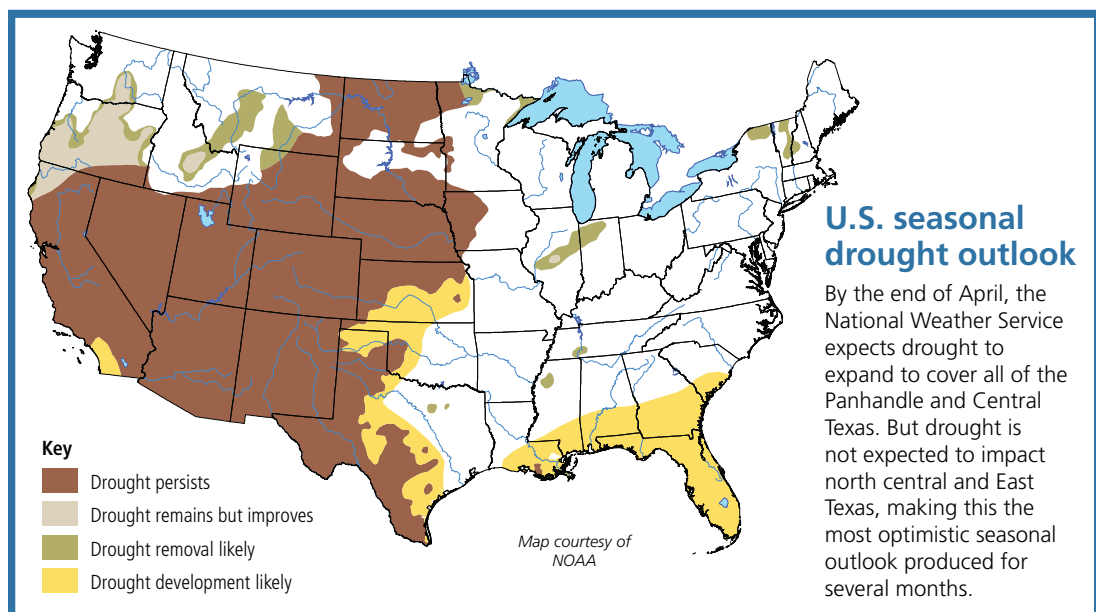 U.S. seasonal
drought outlook
By the end of April, the
National Weather Service
expects drought to
expand to cover all of the
Panhandle and Central
Texas. But drought is
not expected to impact
north central and East
Texas, making this the
most optimistic seasonal
outlook produced for
several months.
Key
Drought persists
Drought remains but improves
Drought removal likely
Drought development likely
Map courtesy of
NOAA